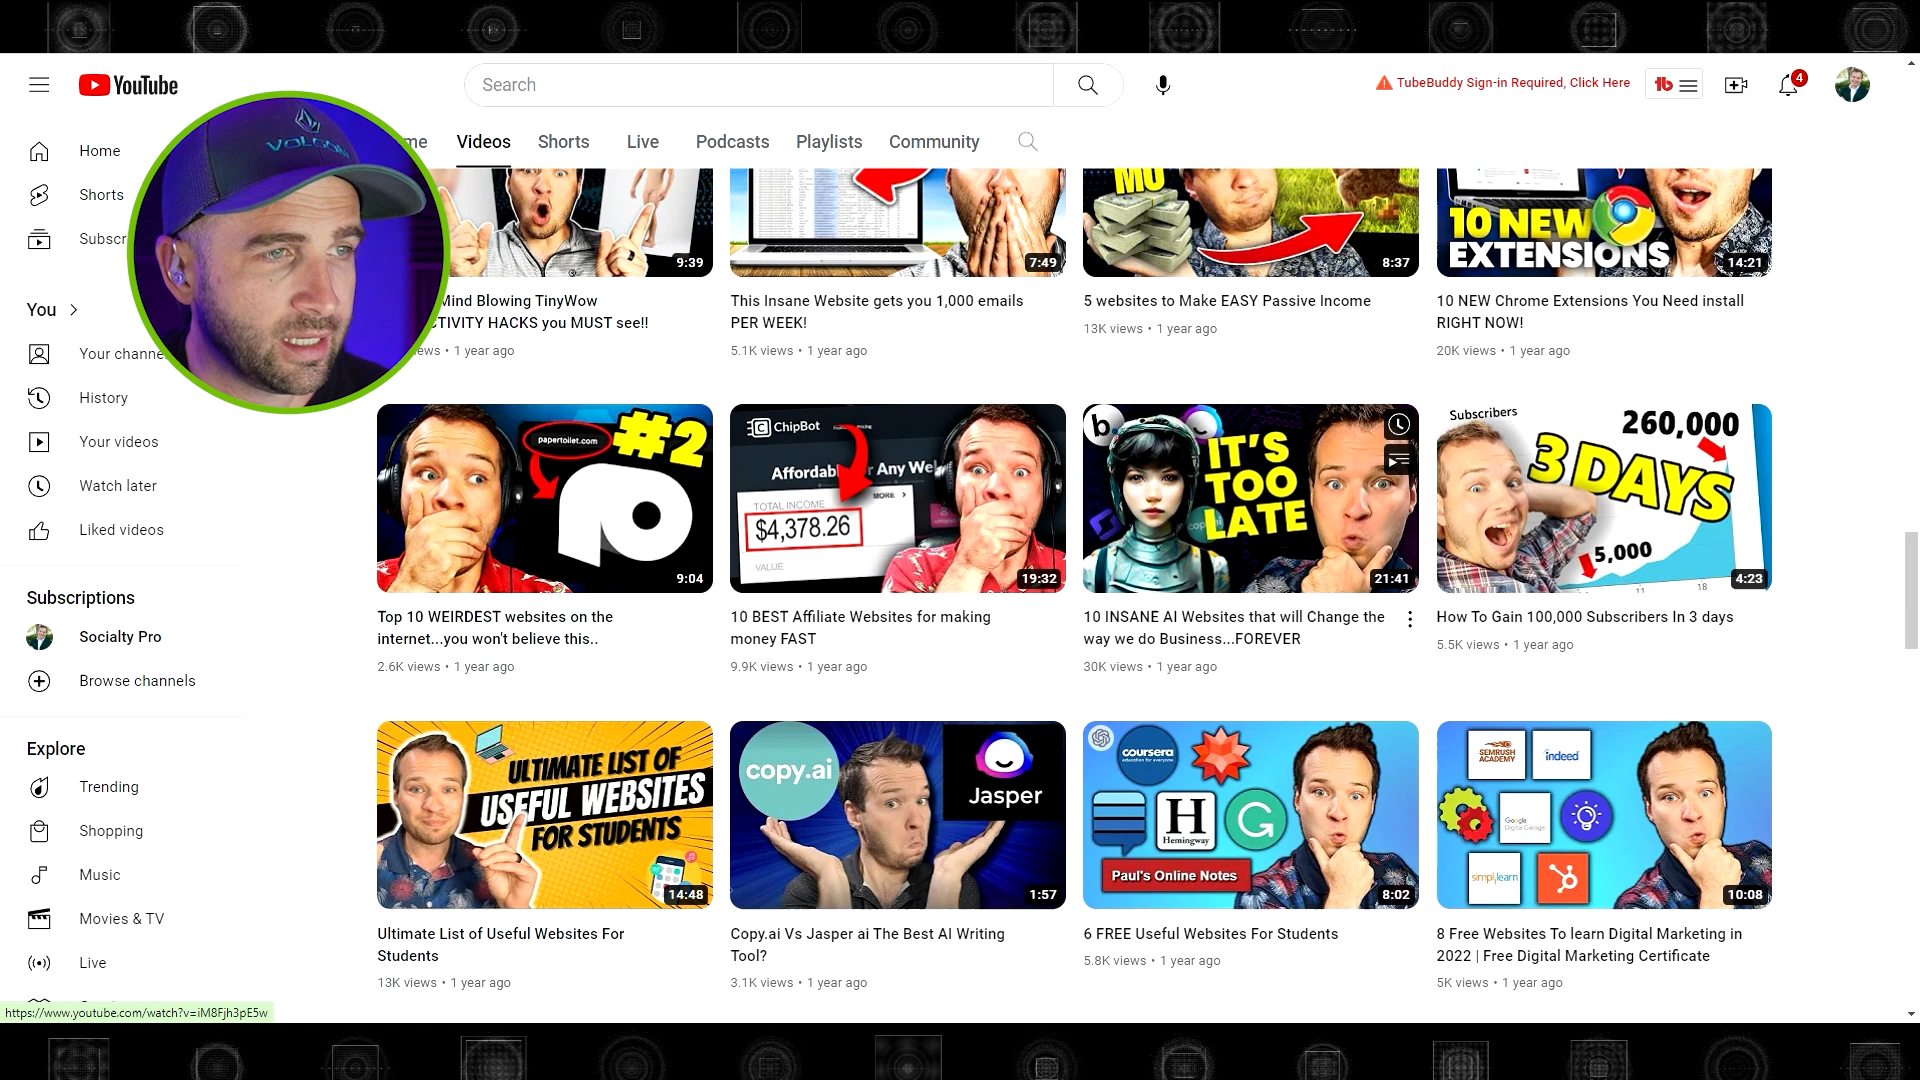 YouTube
Search
TubeBuddy Sign-in Required, Click Here
4
Videos
Shorts
Live
Podcasts
Playlists
Community
Home
Shorts
You
History
Your videos
Watch later
Liked videos
Subscriptions
Socialty Pro
Browse channels
Explore
Trending
Shopping
Music
Movies & TV
Live
VOLCOM
9:39
Mind Blowing TinyWow
HACKS you MUST see!!
1 year ago
7:49
This Insane Website gets you 1,000 emails
PER WEEK!
5.1K views • 1 year ago
8:37
5 websites to Make EASY Passive Income
13K views • 1 year ago
10 NEW
EXTENSIONS
14:21
10 NEW Chrome Extensions You Need install
RIGHT NOW!
20K views • 1 year ago
papertoilet.com
#2
9:04
Top 10 WEIRDEST websites on the
internet...you won't believe this..
2.6K views • 1 year ago
ChipBot
Any
MORE
TOTAL INCOME
$4,378.26
VALUE
19:32
10 BEST Affiliate Websites for making
money FAST
9.9K views • 1 year ago
b
IT'S
TOO
LATE
21:41
10 INSANE AI Websites that will Change the
way we do Business...FOREVER
30K views • 1 year ago
Subscribers
260,000
3 DAYS
5,000
11
18
4:23
How To Gain 100,000 Subscribers In 3 days
5.5K views • 1 year ago
ULTIMATE LIST OF
USEFUL WEBSITES
FOR STUDENTS
14:48
Ultimate List of Useful Websites For
Students
13K views • 1 year ago
copy.ai
Jasper
1:57
Copy.ai Vs Jasper ai The Best AI Writing
Tool?
3.1K views • 1 year ago
coursera
education for everyone
H
Hemingway
G
Paul's Online Notes
8:02
6 FREE Useful Websites For Students
5.8K views • 1 year ago
SEMRUSH
ACADEMY
indeed
Google
Digital Garage
simplilearn
10:08
8 Free Websites To learn Digital Marketing in
2022 | Free Digital Marketing Certificate
5K views • 1 year ago
https://www.youtube.com/watch?v=iM8Fjh3pE5w